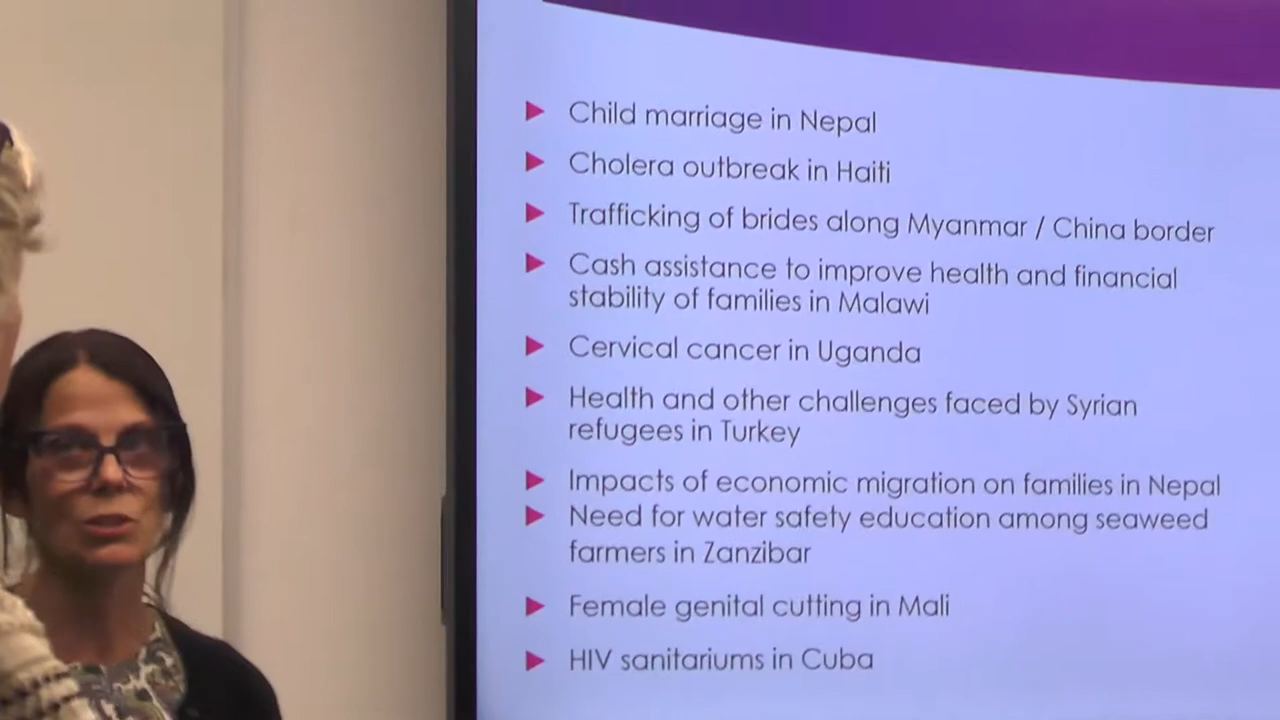 Child marriage in Nepal
Cholera outbreak in Haiti
Trafficking of brides along Myanmar / China border
Cash assistance to improve health and financial
stability of families in Malawi
Cervical cancer in Uganda
Health and other challenges faced by Syrian
refugees in Turkey
Impacts of economic migration on families in Nepal
Need for water safety education among seaweed
farmers in Zanzibar
Female genital cutting in Mali
HIV sanitariums in Cuba